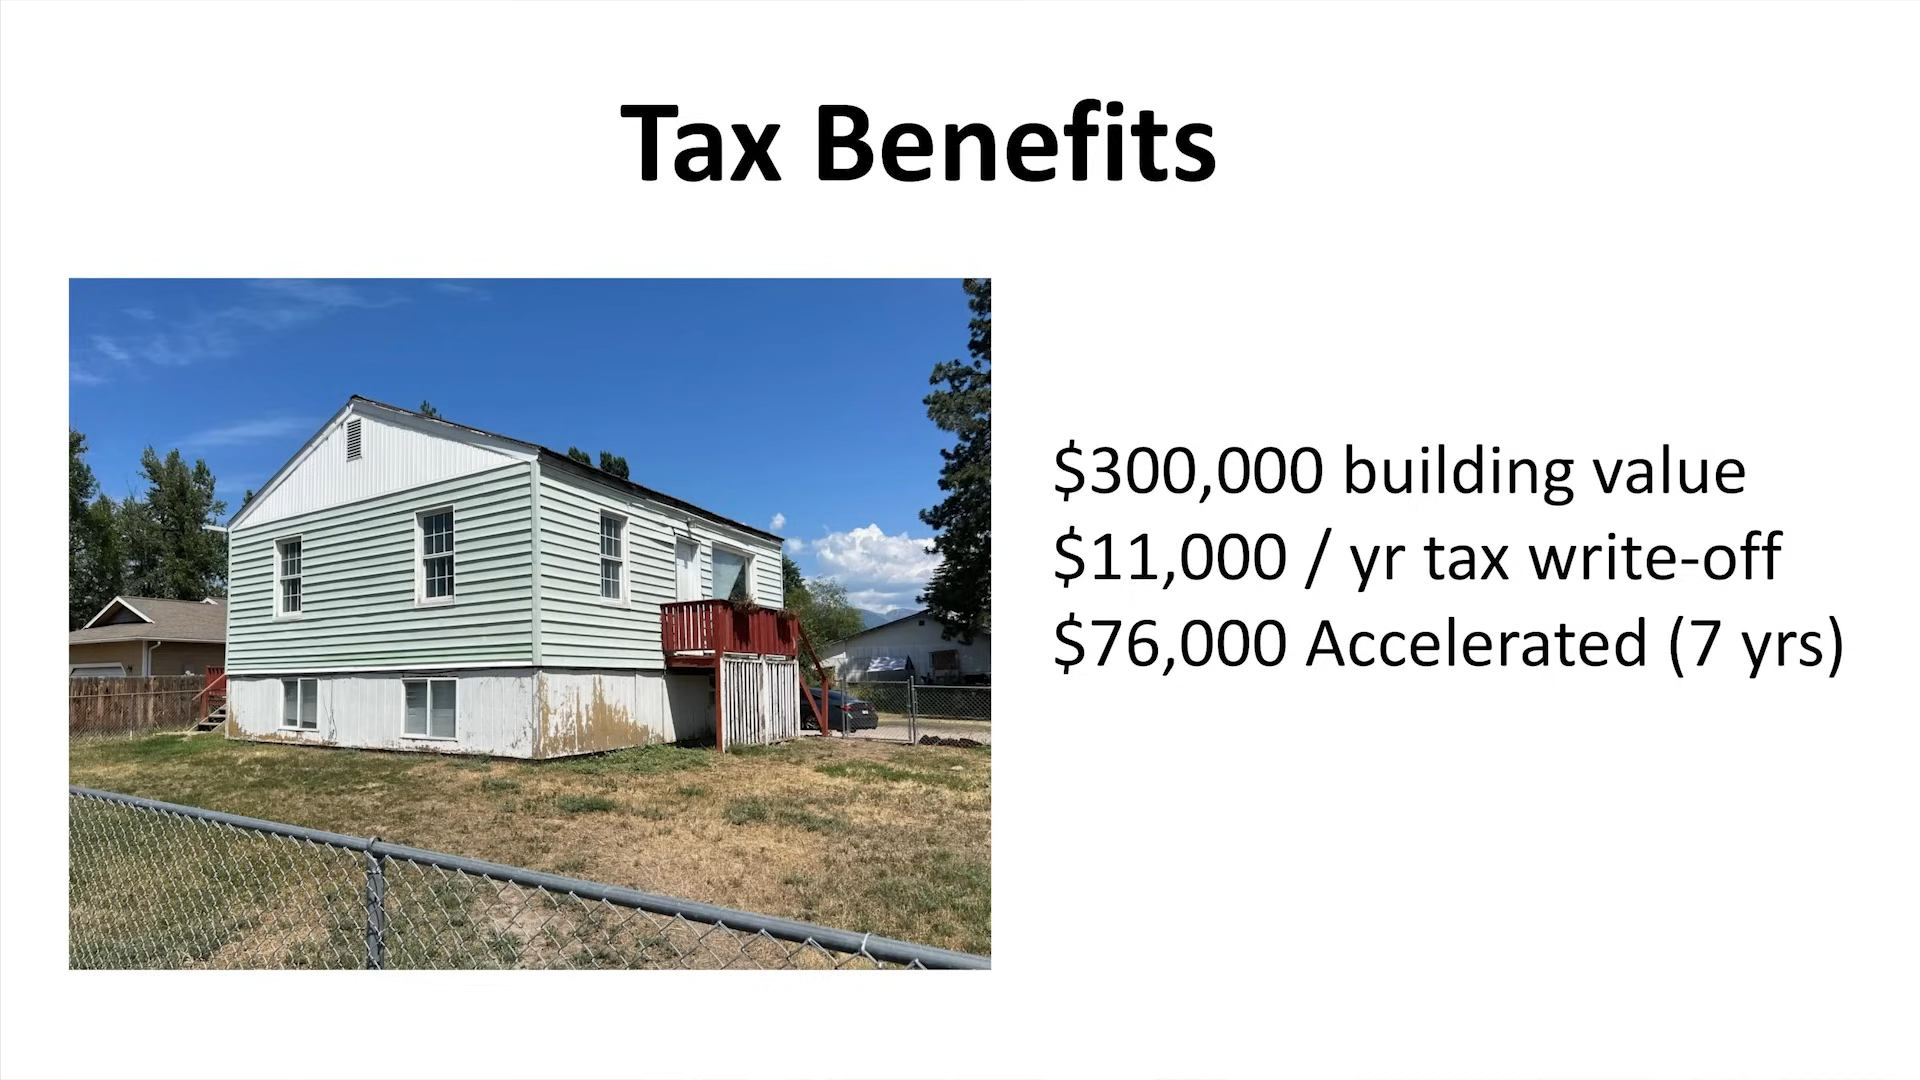 Tax Benefits
$300,000 building value
$11,000 / yr tax write-off
$76,000 Accelerated (7 yrs)